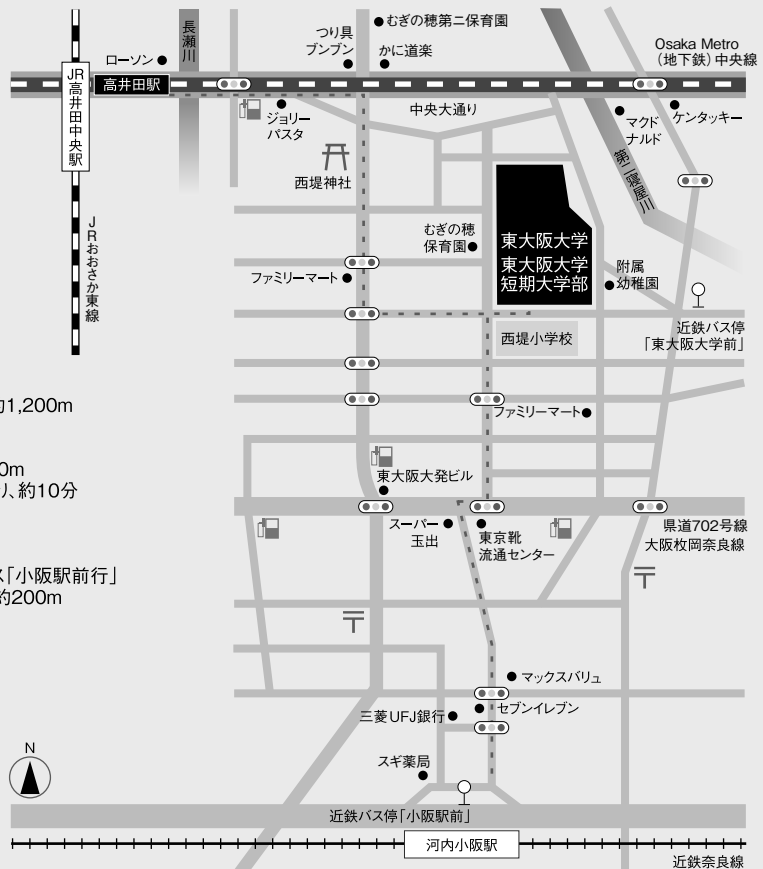 むぎの穂第二保育園
つり具
ブンブン
かに道楽
長瀬川
ローソン
Osaka Metro
（地下鉄）中央線
JR高井田中央駅
高井田駅
中央大通り
ジョリー
パスタ
マクド
ナルド
ケンタッキー
第二寝屋川
西堤神社
JRおおさか東線
むぎの穂
保育園
東大阪大学
東大阪大学
短期大学部
附属
幼稚園
ファミリーマート
西堤小学校
近鉄バス停
「東大阪大学前」
約1,200m
ファミリーマート
0m
り、約10分
東大阪大発ビル
スーパー
玉出
東京靴
流通センター
県道702号線
大阪枚岡奈良線
ス「小阪駅前行」
約200m
マックスバリュ
セブンイレブン
三菱UFJ銀行
スギ薬局
N
近鉄バス停「小阪駅前」
河内小阪駅
近鉄奈良線